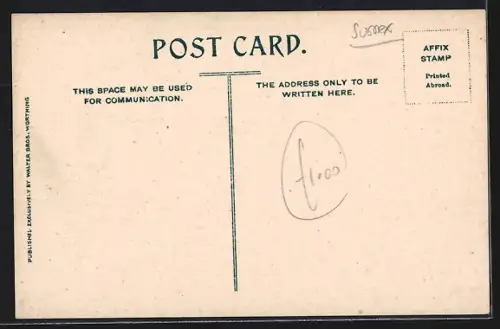 Sussex
POST CARD.
AFFIX
STAMP
Printed
Abroad.
THIS SPACE MAY BE USED
FOR COMMUNICATION.
THE ADDRESS ONLY TO BE
WRITTEN HERE.
£1.00
PUBLISHED EXCLUSIVELY BY WALTER BROS., WORTHING